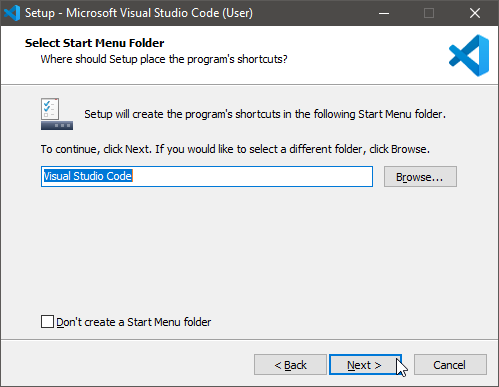 Setup - Microsoft Visual Studio Code (User)
Select Start Menu Folder
Where should Setup place the program's shortcuts?
Setup will create the program's shortcuts in the following Start Menu folder.
To continue, click Next. If you would like to select a different folder, click Browse.
Visual Studio Code
Browse...
Don't create a Start Menu folder
< Back
Next >
Cancel